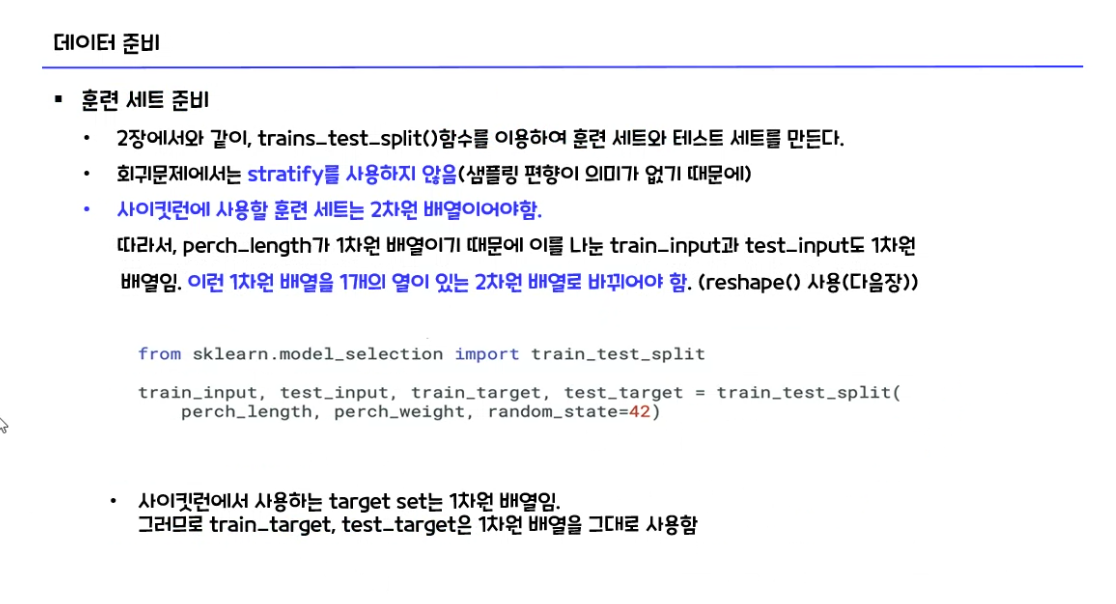 데이터 준비
▪ 훈련 세트 준비
• 2장에서와 같이, trains_test_split()함수를 이용하여 훈련 세트와 테스트 세트를 만든다.
• 회귀문제에서는 stratify를 사용하지 않음(샘플링 편향이 의미가 없기 때문에)
• 사이킷런에 사용할 훈련 세트는 2차원 배열이어야함.
따라서, perch_length가 1차원 배열이기 때문에 이를 나눈 train_input과 test_input도 1차원
배열임. 이런 1차원 배열을 1개의 열이 있는 2차원 배열로 바뀌어야 함. (reshape() 사용(다음장))
from sklearn.model_selection import train_test_split
train_input, test_input, train_target, test_target = train_test_split(
perch_length, perch_weight, random_state=42)
• 사이킷런에서 사용하는 target set는 1차원 배열임.
그러므로 train_target, test_target은 1차원 배열을 그대로 사용함